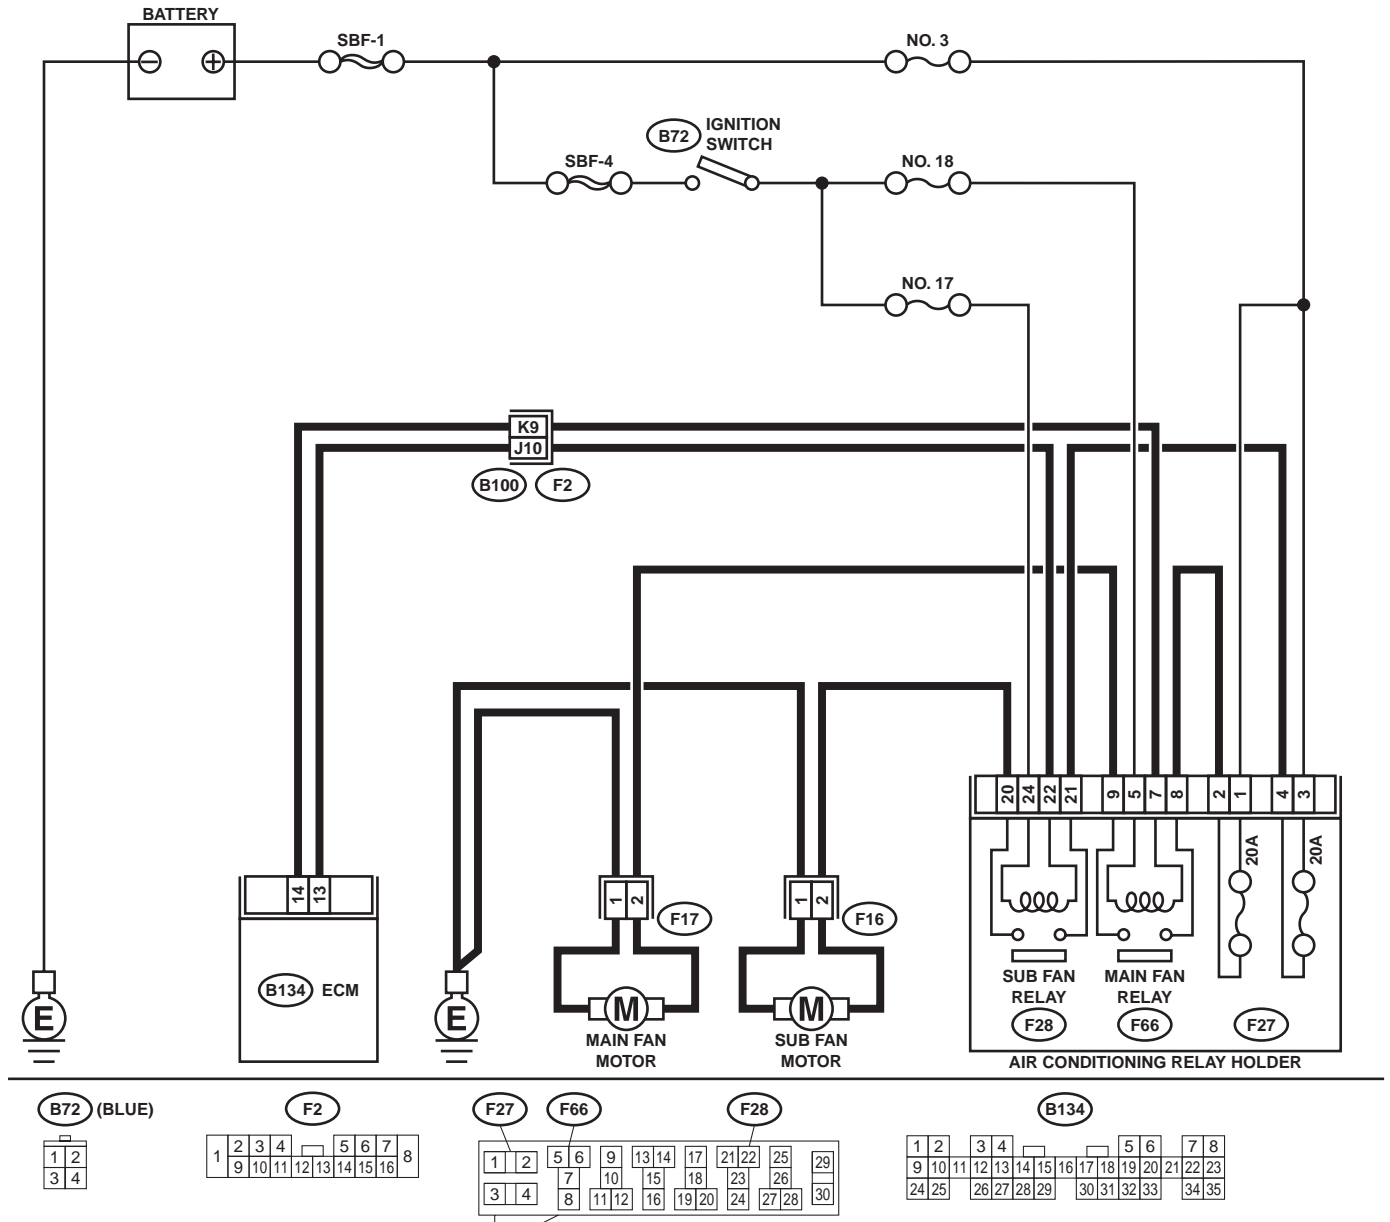 BATTERY
SBF-1
NO. 3
B72
IGNITION
SWITCH
SBF-4
NO. 18
NO. 17
K9
J10
B100
F2
20
24
22
21
9
5
7
8
2
1
4
3
20A
20A
14
13
1
2
F17
1
2
F16
B134
ECM
E
E
M
MAIN FAN
MOTOR
M
SUB FAN
MOTOR
SUB FAN
RELAY
F28
MAIN FAN
RELAY
F66
F27
AIR CONDITIONING RELAY HOLDER
B72 (BLUE)
1 2
3 4
F2
1 2 3 4 5 6 7 8
9 10 11 12 13 14 15 16
F27
F66
F28
1 2 5 6 9 13 14 17 21 22 25 29
7 10 15 18 23 26
3 4 8 11 12 16 19 20 24 27 28 30
B134
1 2 3 4 5 6 7 8
9 10 11 12 13 14 15 16 17 18 19 20 21 22 23
24 25 26 27 28 29 30 31 32 33 34 35